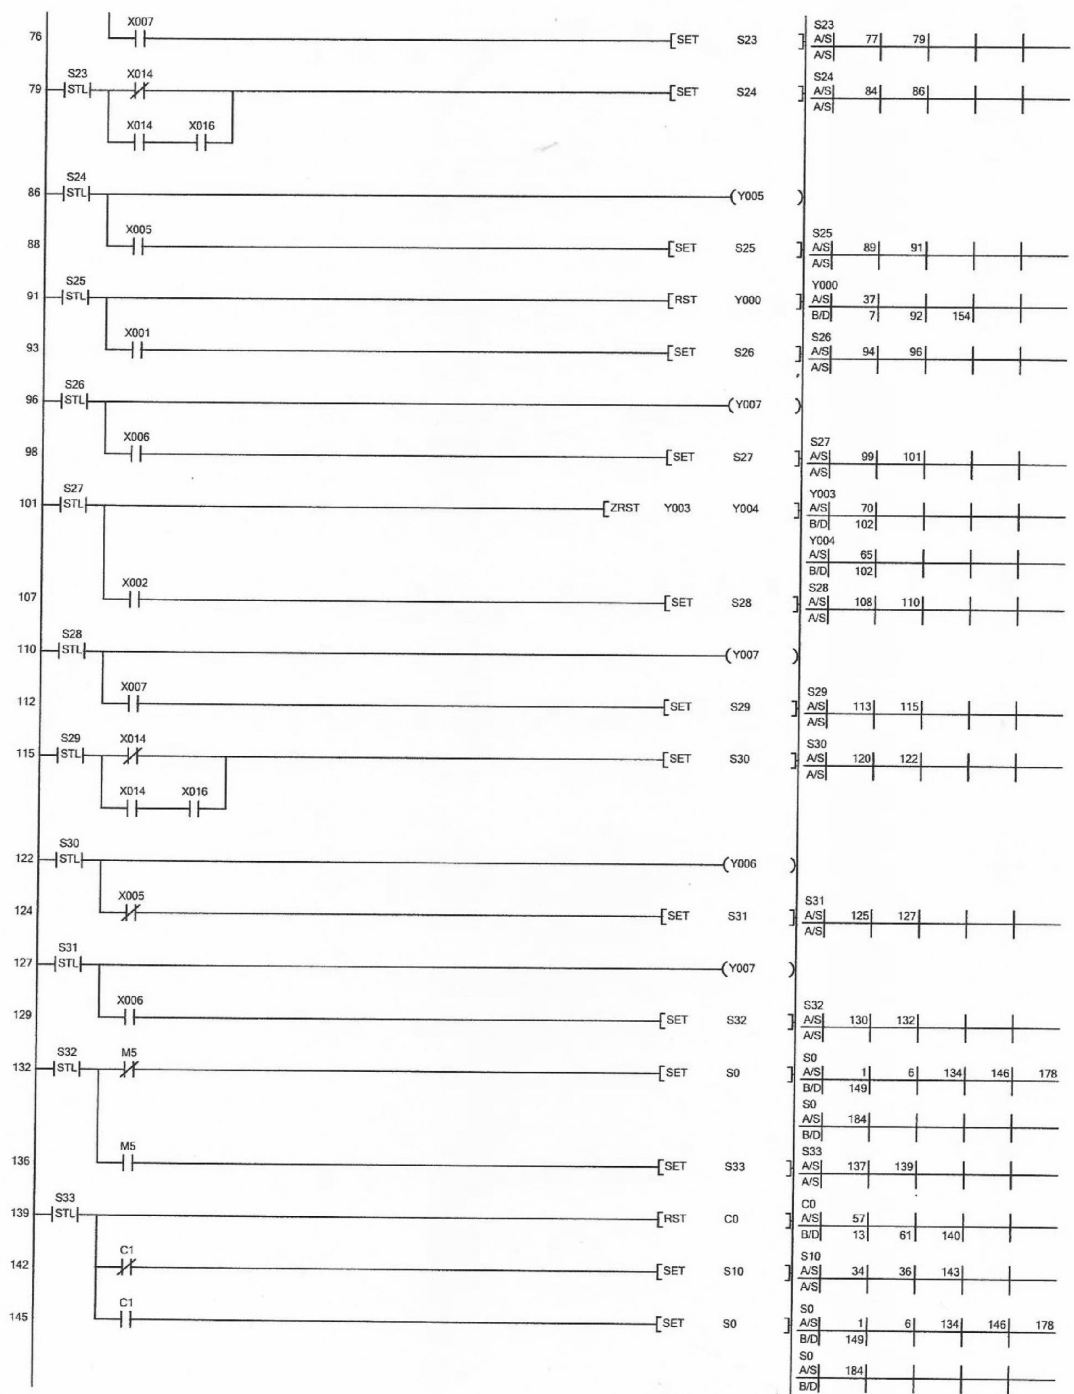 X007 S23
76 SET S23 A/S 77 79
A/S
S23 X014 S24
79 STL SET S24 A/S 84 86
A/S
X014 X016
S24
86 STL Y005
X005 S25
88 SET S25 A/S 89 91
A/S
S25 Y000
91 STL RST Y000 A/S 37
B/D 7 92 154
X001 S26
93 SET S26 A/S 94 96
A/S
S26
96 STL Y007
X006 S27
98 SET S27 A/S 99 101
A/S
S27 Y003
101 STL ZRST Y003 Y004 A/S 70
B/D 102
Y004
A/S 65
B/D 102
X002 S28
107 SET S28 A/S 108 110
A/S
S28
110 STL Y007
X007 S29
112 SET S29 A/S 113 115
A/S
S29 X014 S30
115 STL SET S30 A/S 120 122
A/S
X014 X016
S30
122 STL Y006
X005 S31
124 SET S31 A/S 125 127
A/S
S31
127 STL Y007
X006 S32
129 SET S32 A/S 130 132
A/S
S32 M5 S0
132 STL SET S0 A/S 1 6 134 146 178
B/D 149
S0
A/S 184
B/D
M5 S33
136 SET S33 A/S 137 139
A/S
S33 C0
139 STL RST C0 A/S 57
B/D 13 61 140
C1 S10
142 SET S10 A/S 34 36 143
A/S
C1 S0
145 SET S0 A/S 1 6 134 146 178
B/D 149
S0
A/S 184
B/D